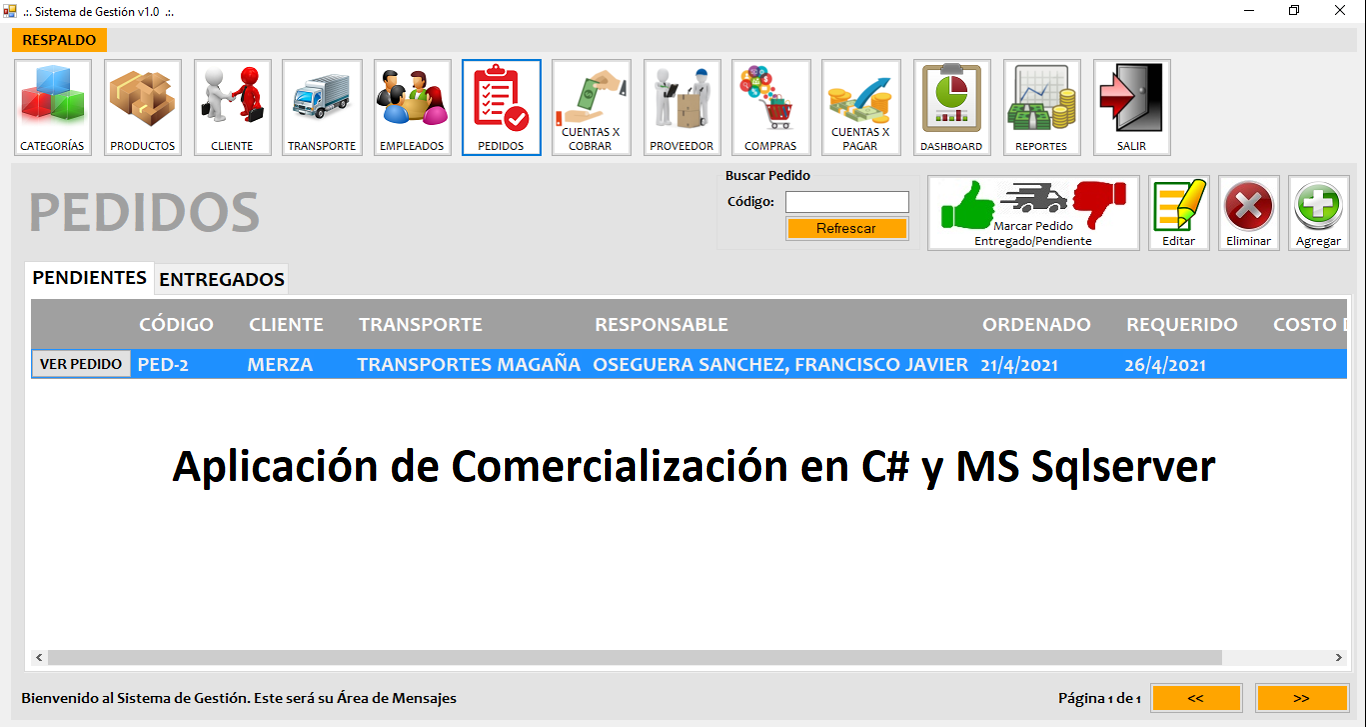 .:. Sistema de Gestión v1.0 .:.
RESPALDO
CATEGORÍAS
PRODUCTOS
CLIENTE
TRANSPORTE
EMPLEADOS
PEDIDOS
CUENTAS X
COBRAR
PROVEEDOR
COMPRAS
CUENTAS X
PAGAR
DASHBOARD
REPORTES
SALIR
PEDIDOS
Buscar Pedido
Código:
Refrescar
Marcar Pedido
Entregado/Pendiente
Editar
Eliminar
Agregar
PENDIENTES ENTREGADOS
CÓDIGO CLIENTE TRANSPORTE RESPONSABLE ORDENADO REQUERIDO COSTO
VER PEDIDO PED-2 MERZA TRANSPORTES MAGAÑA OSEGUERA SANCHEZ, FRANCISCO JAVIER 21/4/2021 26/4/2021
Aplicación de Comercialización en C# y MS Sqlserver
Bienvenido al Sistema de Gestión. Este será su Área de Mensajes
Página 1 de 1 << >>